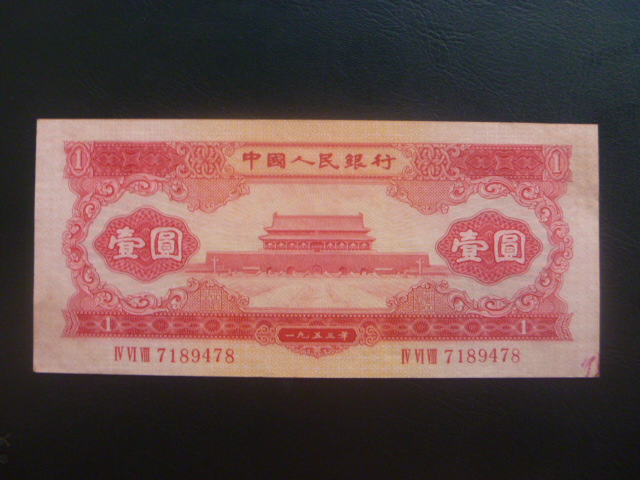 1 中國人民銀行 1
壹圓 壹圓
1 一九五三年 1
IV VI VIII 7189478 IV VI VIII 7189478